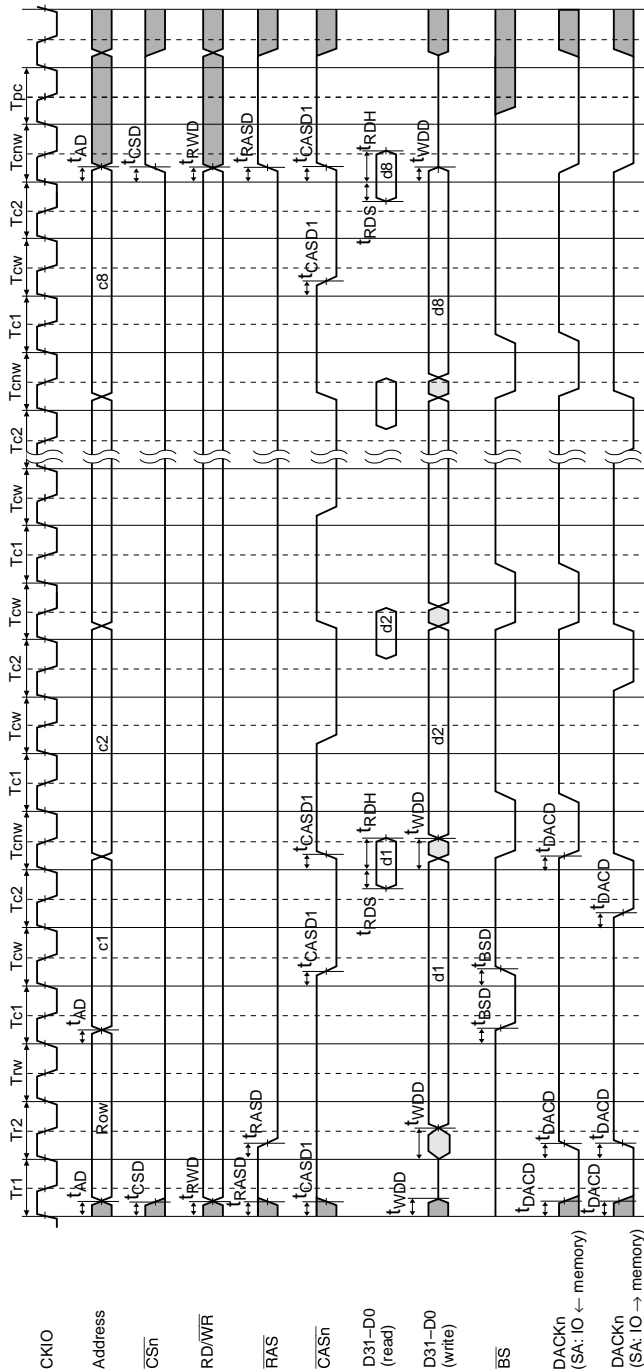 Tr1 Tr2 Trw Tc1 Tcw Tc2 Tcnw Tc1 Tcw Tc2 Tcw Tc1 Tcw Tc2 Tcnw Tc1 Tcw Tc2 Tcnw Tpc
CKIO
tAD tAD tAD
Address Row c1 c2 c8
tCSD tCSD
CSn
tRWD tRWD
RD/WR
tRASD tRASD tRASD
RAS
tCASD1 tCASD1 tCASD1 tCASD1 tCASD1
CASn
D31–D0
(read)
tRDS d1 tRDH d2 tRDS d8 tRDH
tWDD tWDD tWDD tWDD
D31–D0
(write)
d1 d2 d8
tBSD tBSD
BS
tDACD tDACD tDACD
DACKn
(SA: IO ← memory)
tDACD tDACD tDACD
DACKn
(SA: IO → memory)